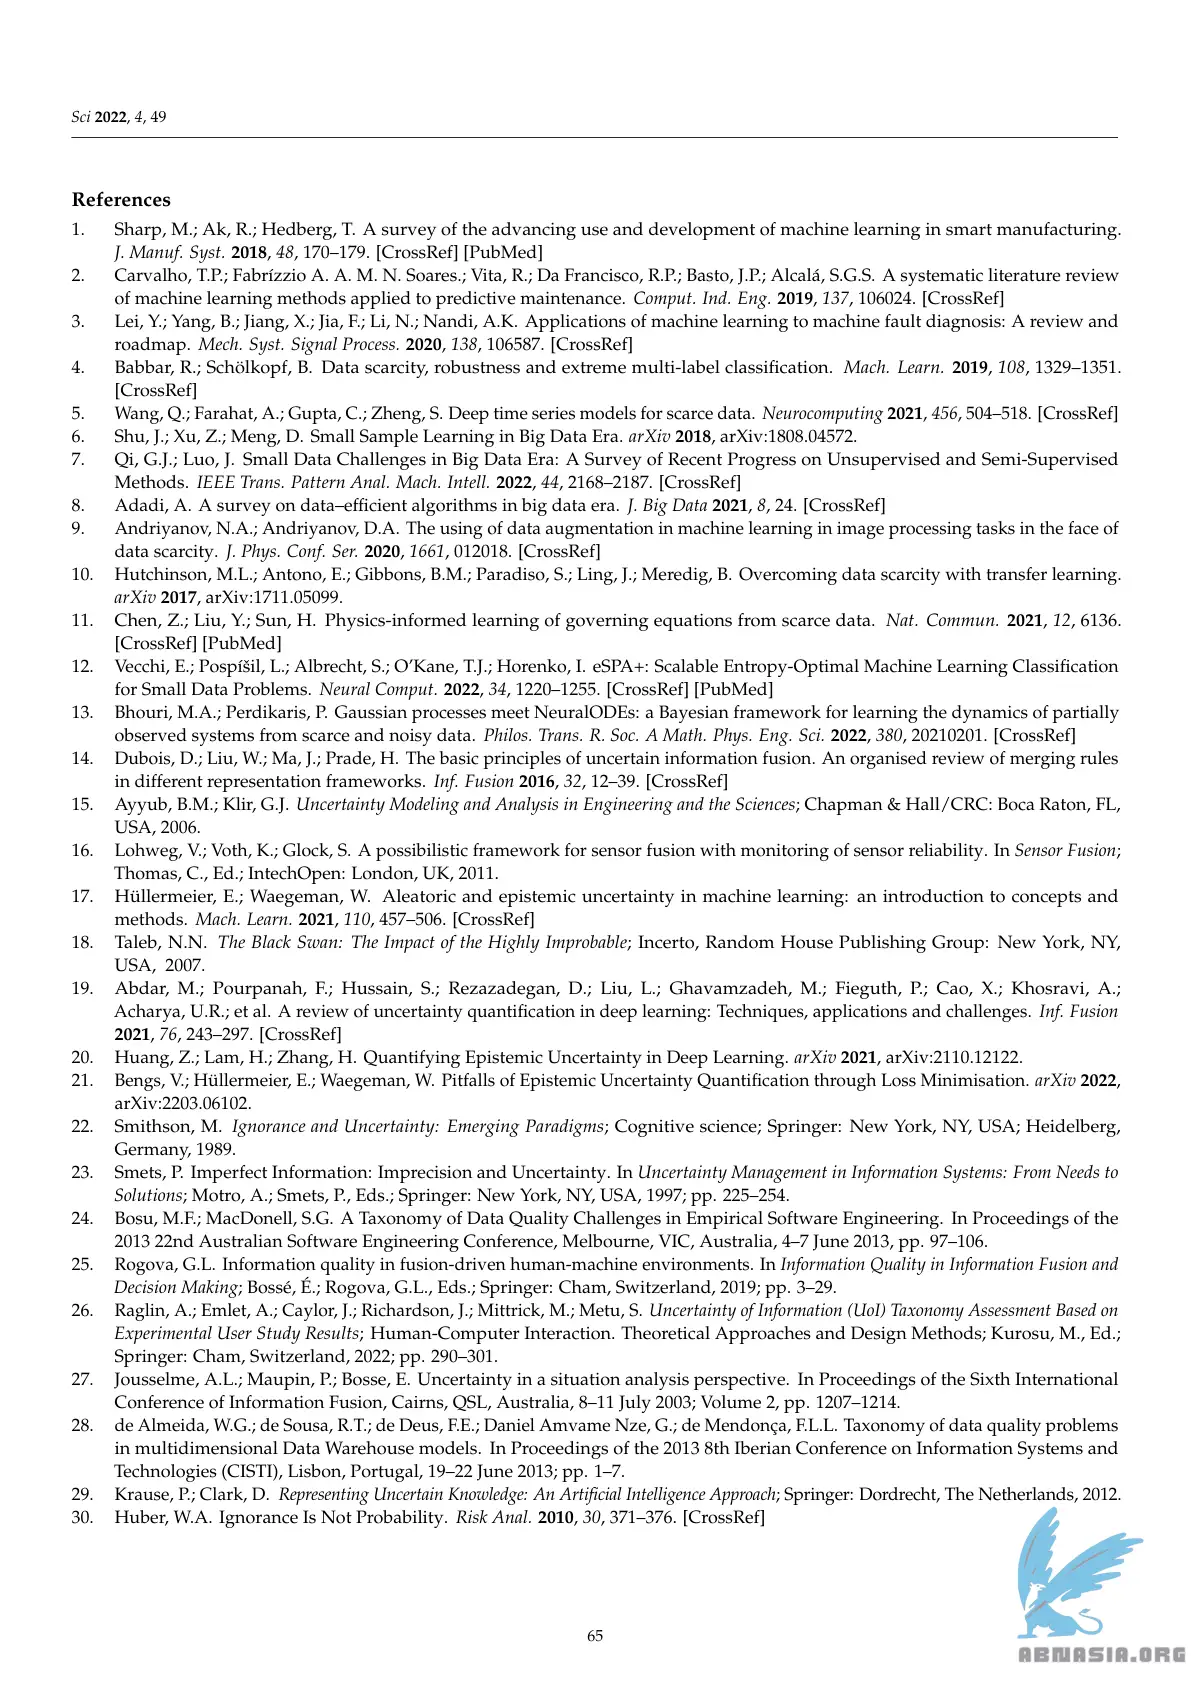 Sci 2022, 4, 49
References
1. Sharp, M.; Ak, R.; Hedberg, T. A survey of the advancing use and development of machine learning in smart manufacturing.
J. Manuf. Syst. 2018, 48, 170–179. [CrossRef] [PubMed]
2. Carvalho, T.P.; Fabrízzio A. A. M. N. Soares.; Vita, R.; Da Francisco, R.P.; Basto, J.P.; Alcalá, S.G.S. A systematic literature review
of machine learning methods applied to predictive maintenance. Comput. Ind. Eng. 2019, 137, 106024. [CrossRef]
3. Lei, Y.; Yang, B.; Jiang, X.; Jia, F.; Li, N.; Nandi, A.K. Applications of machine learning to machine fault diagnosis: A review and
roadmap. Mech. Syst. Signal Process. 2020, 138, 106587. [CrossRef]
4. Babbar, R.; Schölkopf, B. Data scarcity, robustness and extreme multi-label classification. Mach. Learn. 2019, 108, 1329–1351.
[CrossRef]
5. Wang, Q.; Farahat, A.; Gupta, C.; Zheng, S. Deep time series models for scarce data. Neurocomputing 2021, 456, 504–518. [CrossRef]
6. Shu, J.; Xu, Z.; Meng, D. Small Sample Learning in Big Data Era. arXiv 2018, arXiv:1808.04572.
7. Qi, G.J.; Luo, J. Small Data Challenges in Big Data Era: A Survey of Recent Progress on Unsupervised and Semi-Supervised
Methods. IEEE Trans. Pattern Anal. Mach. Intell. 2022, 44, 2168–2187. [CrossRef]
8. Adadi, A. A survey on data–efficient algorithms in big data era. J. Big Data 2021, 8, 24. [CrossRef]
9. Andriyanov, N.A.; Andriyanov, D.A. The using of data augmentation in machine learning in image processing tasks in the face of
data scarcity. J. Phys. Conf. Ser. 2020, 1661, 012018. [CrossRef]
10. Hutchinson, M.L.; Antono, E.; Gibbons, B.M.; Paradiso, S.; Ling, J.; Meredig, B. Overcoming data scarcity with transfer learning.
arXiv 2017, arXiv:1711.05099.
11. Chen, Z.; Liu, Y.; Sun, H. Physics-informed learning of governing equations from scarce data. Nat. Commun. 2021, 12, 6136.
[CrossRef] [PubMed]
12. Vecchi, E.; Pospíšil, L.; Albrecht, S.; O’Kane, T.J.; Horenko, I. eSPA+: Scalable Entropy-Optimal Machine Learning Classification
for Small Data Problems. Neural Comput. 2022, 34, 1220–1255. [CrossRef] [PubMed]
13. Bhouri, M.A.; Perdikaris, P. Gaussian processes meet NeuralODEs: a Bayesian framework for learning the dynamics of partially
observed systems from scarce and noisy data. Philos. Trans. R. Soc. A Math. Phys. Eng. Sci. 2022, 380, 20210201. [CrossRef]
14. Dubois, D.; Liu, W.; Ma, J.; Prade, H. The basic principles of uncertain information fusion. An organised review of merging rules
in different representation frameworks. Inf. Fusion 2016, 32, 12–39. [CrossRef]
15. Ayyub, B.M.; Klir, G.J. Uncertainty Modeling and Analysis in Engineering and the Sciences; Chapman & Hall/CRC: Boca Raton, FL,
USA, 2006.
16. Lohweg, V.; Voth, K.; Glock, S. A possibilistic framework for sensor fusion with monitoring of sensor reliability. In Sensor Fusion;
Thomas, C., Ed.; IntechOpen: London, UK, 2011.
17. Hüllermeier, E.; Waegeman, W. Aleatoric and epistemic uncertainty in machine learning: an introduction to concepts and
methods. Mach. Learn. 2021, 110, 457–506. [CrossRef]
18. Taleb, N.N. The Black Swan: The Impact of the Highly Improbable; Incerto, Random House Publishing Group: New York, NY,
USA, 2007.
19. Abdar, M.; Pourpanah, F.; Hussain, S.; Rezazadegan, D.; Liu, L.; Ghavamzadeh, M.; Fieguth, P.; Cao, X.; Khosravi, A.;
Acharya, U.R.; et al. A review of uncertainty quantification in deep learning: Techniques, applications and challenges. Inf. Fusion
2021, 76, 243–297. [CrossRef]
20. Huang, Z.; Lam, H.; Zhang, H. Quantifying Epistemic Uncertainty in Deep Learning. arXiv 2021, arXiv:2110.12122.
21. Bengs, V.; Hüllermeier, E.; Waegeman, W. Pitfalls of Epistemic Uncertainty Quantification through Loss Minimisation. arXiv 2022,
arXiv:2203.06102.
22. Smithson, M. Ignorance and Uncertainty: Emerging Paradigms; Cognitive science; Springer: New York, NY, USA; Heidelberg,
Germany, 1989.
23. Smets, P. Imperfect Information: Imprecision and Uncertainty. In Uncertainty Management in Information Systems: From Needs to
Solutions; Motro, A.; Smets, P., Eds.; Springer: New York, NY, USA, 1997; pp. 225–254.
24. Bosu, M.F.; MacDonell, S.G. A Taxonomy of Data Quality Challenges in Empirical Software Engineering. In Proceedings of the
2013 22nd Australian Software Engineering Conference, Melbourne, VIC, Australia, 4–7 June 2013, pp. 97–106.
25. Rogova, G.L. Information quality in fusion-driven human-machine environments. In Information Quality in Information Fusion and
Decision Making; Bossé, É.; Rogova, G.L., Eds.; Springer: Cham, Switzerland, 2019; pp. 3–29.
26. Raglin, A.; Emlet, A.; Caylor, J.; Richardson, J.; Mittrick, M.; Metu, S. Uncertainty of Information (UoI) Taxonomy Assessment Based on
Experimental User Study Results; Human-Computer Interaction. Theoretical Approaches and Design Methods; Kurosu, M., Ed.;
Springer: Cham, Switzerland, 2022; pp. 290–301.
27. Jousselme, A.L.; Maupin, P.; Bosse, E. Uncertainty in a situation analysis perspective. In Proceedings of the Sixth International
Conference of Information Fusion, Cairns, QSL, Australia, 8–11 July 2003; Volume 2, pp. 1207–1214.
28. de Almeida, W.G.; de Sousa, R.T.; de Deus, F.E.; Daniel Amvame Nze, G.; de Mendonça, F.L.L. Taxonomy of data quality problems
in multidimensional Data Warehouse models. In Proceedings of the 2013 8th Iberian Conference on Information Systems and
Technologies (CISTI), Lisbon, Portugal, 19–22 June 2013; pp. 1–7.
29. Krause, P.; Clark, D. Representing Uncertain Knowledge: An Artificial Intelligence Approach; Springer: Dordrecht, The Netherlands, 2012.
30. Huber, W.A. Ignorance Is Not Probability. Risk Anal. 2010, 30, 371–376. [CrossRef]
65
ABNASIA.ORG